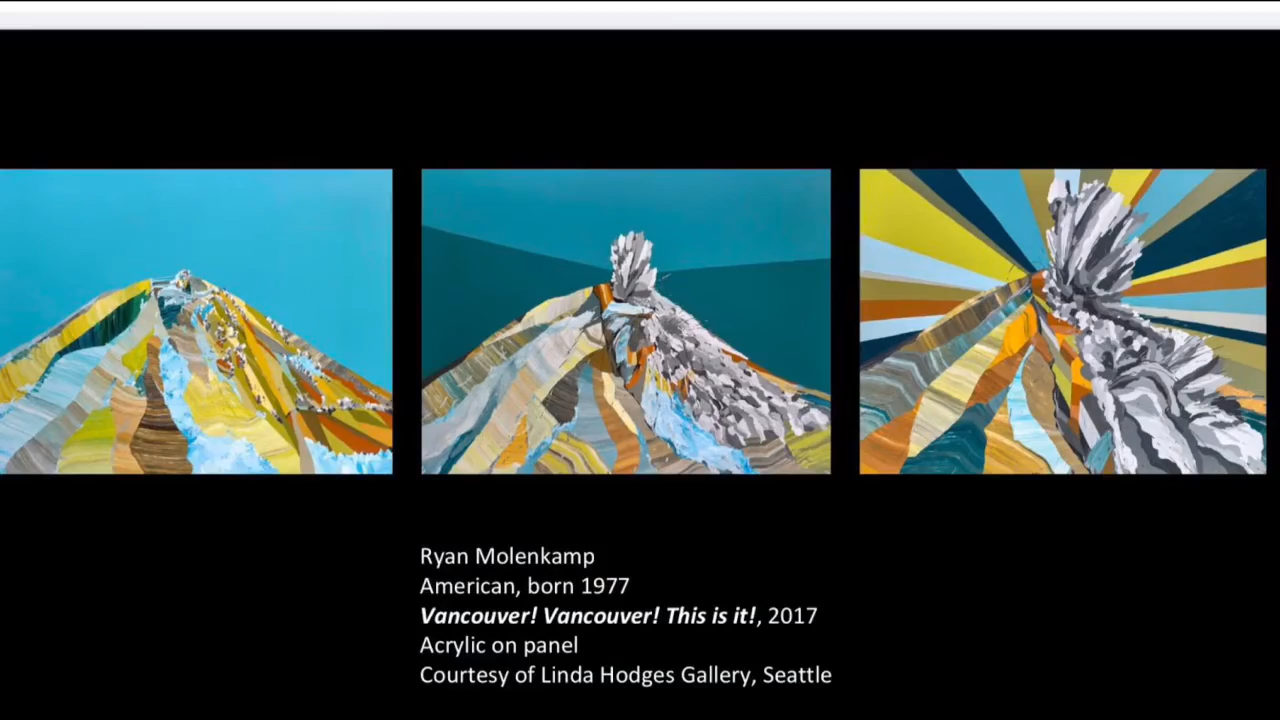 Ryan Molenkamp
American, born 1977
Vancouver! Vancouver! This is it!, 2017
Acrylic on panel
Courtesy of Linda Hodges Gallery, Seattle